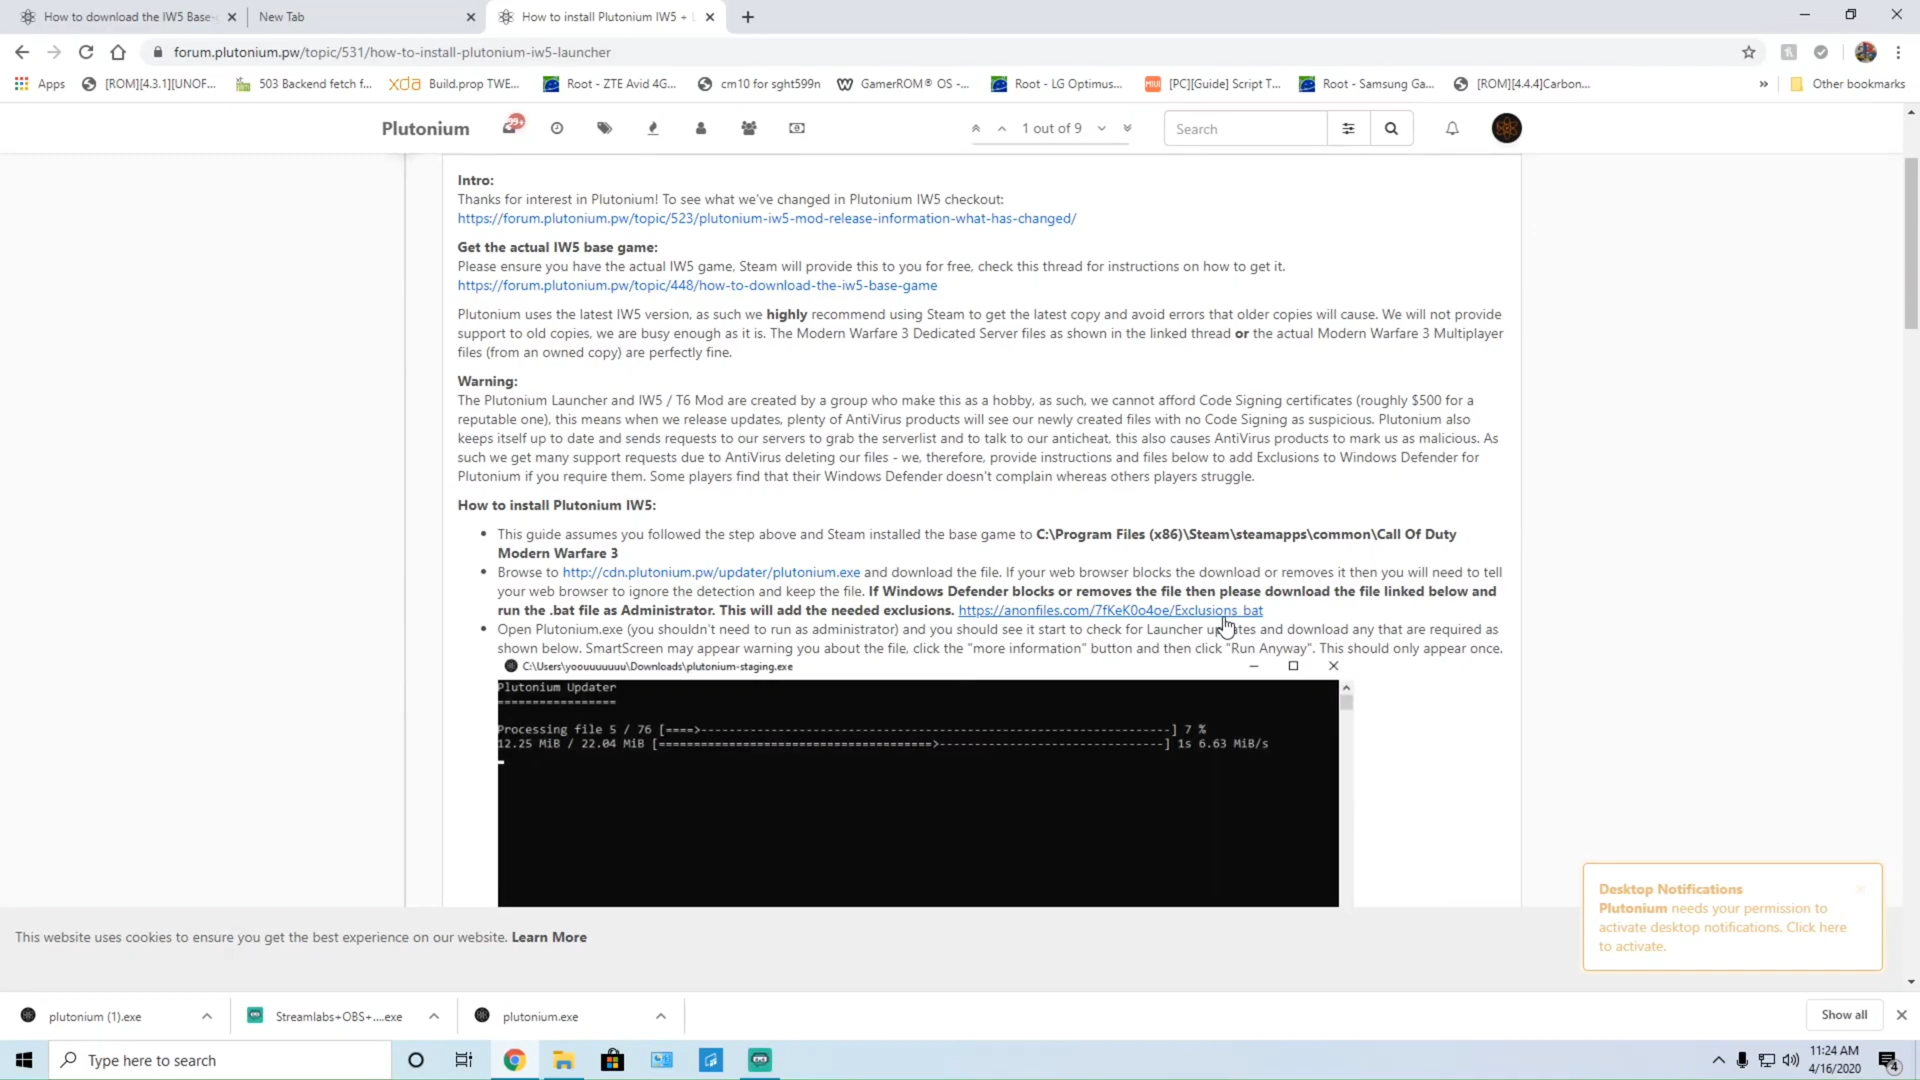 How to download the IW5 Base-
New Tab
How to install Plutonium IW5 + L
forum.plutonium.pw/topic/531/how-to-install-plutonium-iw5-launcher
Apps
[ROM][4.3.1][UNOF...
503 Backend fetch f...
xda Build.prop TWE...
Root - ZTE Avid 4G...
cm10 for sght599n
GamerROM® OS -...
Root - LG Optimus...
[PC][Guide] Script T...
Root - Samsung Ga...
[ROM][4.4.4]Carbon...
» Other bookmarks
Plutonium
99+
1 out of 9
Search
Intro:
Thanks for interest in Plutonium! To see what we've changed in Plutonium IW5 checkout:
https://forum.plutonium.pw/topic/523/plutonium-iw5-mod-release-information-what-has-changed/
Get the actual IW5 base game:
Please ensure you have the actual IW5 game, Steam will provide this to you for free, check this thread for instructions on how to get it.
https://forum.plutonium.pw/topic/448/how-to-download-the-iw5-base-game
Plutonium uses the latest IW5 version, as such we highly recommend using Steam to get the latest copy and avoid errors that older copies will cause. We will not provide
support to old copies, we are busy enough as it is. The Modern Warfare 3 Dedicated Server files as shown in the linked thread or the actual Modern Warfare 3 Multiplayer
files (from an owned copy) are perfectly fine.
Warning:
The Plutonium Launcher and IW5 / T6 Mod are created by a group who make this as a hobby, as such, we cannot afford Code Signing certificates (roughly $500 for a
reputable one), this means when we release updates, plenty of AntiVirus products will see our newly created files with no Code Signing as suspicious. Plutonium also
keeps itself up to date and sends requests to our servers to grab the serverlist and to talk to our anticheat, this also causes AntiVirus products to mark us as malicious. As
such we get many support requests due to AntiVirus deleting our files - we, therefore, provide instructions and files below to add Exclusions to Windows Defender for
Plutonium if you require them. Some players find that their Windows Defender doesn't complain whereas others players struggle.
How to install Plutonium IW5:
• This guide assumes you followed the step above and Steam installed the base game to C:\Program Files (x86)\Steam\steamapps\common\Call Of Duty
Modern Warfare 3
• Browse to http://cdn.plutonium.pw/updater/plutonium.exe and download the file. If your web browser blocks the download or removes it then you will need to tell
your web browser to ignore the detection and keep the file. If Windows Defender blocks or removes the file then please download the file linked below and
run the .bat file as Administrator. This will add the needed exclusions. https://anonfiles.com/7fKeK0o4oe/Exclusions_bat
• Open Plutonium.exe (you shouldn't need to run as administrator) and you should see it start to check for Launcher updates and download any that are required as
shown below. SmartScreen may appear warning you about the file, click the "more information" button and then click "Run Anyway". This should only appear once.
C:\Users\yoouuuuuuu\Downloads\plutonium-staging.exe
Plutonium Updater
=================
Processing file 5 / 76 [====>--------------------------------------------------------------------] 7 %
12.25 MiB / 22.04 MiB [========================================>---------------------------------] 1s 6.63 MiB/s
Desktop Notifications
Plutonium needs your permission to
activate desktop notifications. Click here
to activate.
This website uses cookies to ensure you get the best experience on our website. Learn More
plutonium (1).exe
Streamlabs+OBS+....exe
plutonium.exe
Show all
Type here to search
11:24 AM
4/16/2020
4